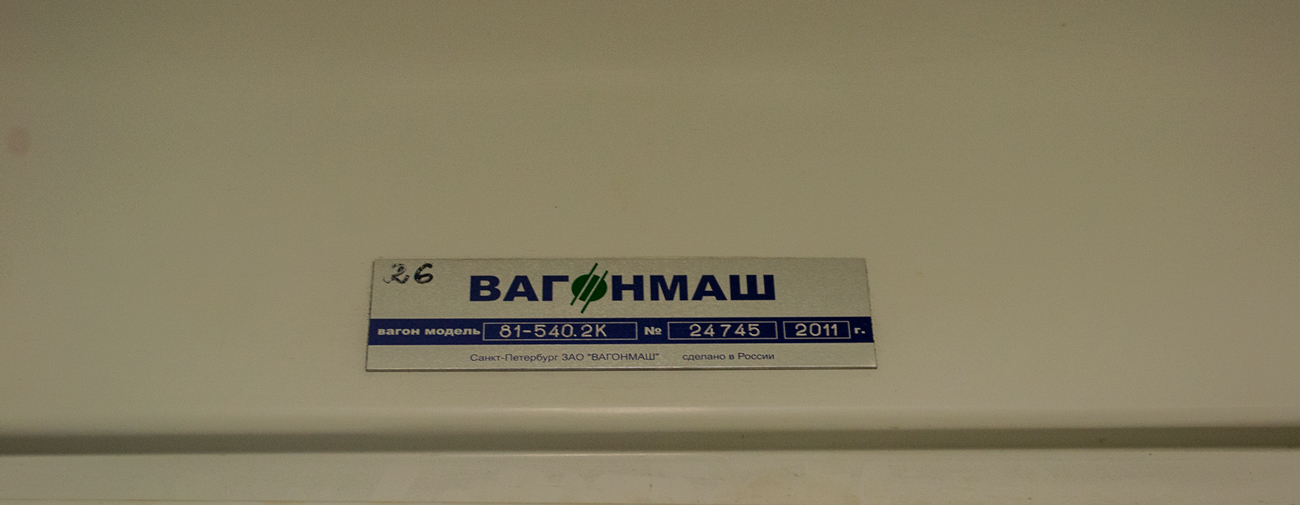 26
ВАГОНМАШ
вагон модель 81-540.2К № 24745 2011 г.
Санкт-Петербург ЗАО "ВАГОНМАШ" сделано в России